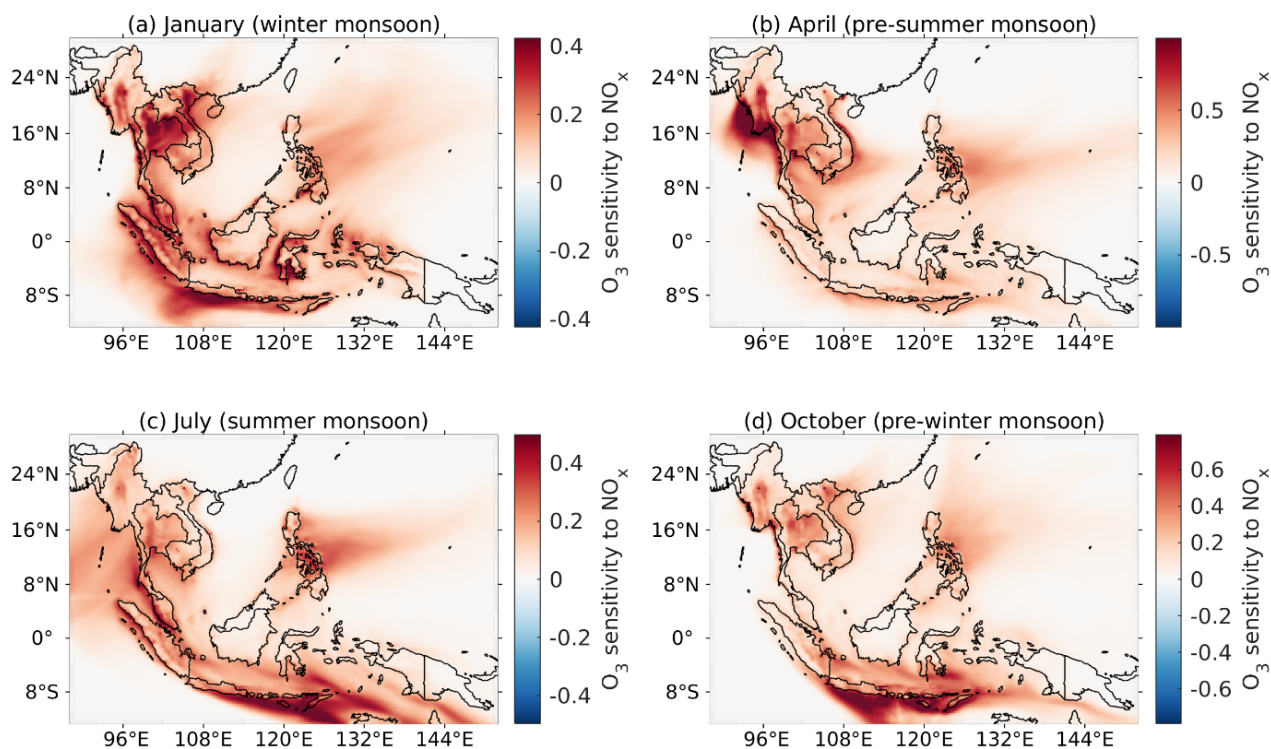 (a) January (winter monsoon)
24°N
16°N
8°N
0°
8°S
96°E 108°E 120°E 132°E 144°E
0.4
0.2
0
-0.2
-0.4
O3 sensitivity to NOx
(b) April (pre-summer monsoon)
24°N
16°N
8°N
0°
8°S
96°E 108°E 120°E 132°E 144°E
0.5
0
-0.5
O3 sensitivity to NOx
(c) July (summer monsoon)
24°N
16°N
8°N
0°
8°S
96°E 108°E 120°E 132°E 144°E
0.4
0.2
0
-0.2
-0.4
O3 sensitivity to NOx
(d) October (pre-winter monsoon)
24°N
16°N
8°N
0°
8°S
96°E 108°E 120°E 132°E 144°E
0.6
0.4
0.2
0
-0.2
-0.4
-0.6
O3 sensitivity to NOx